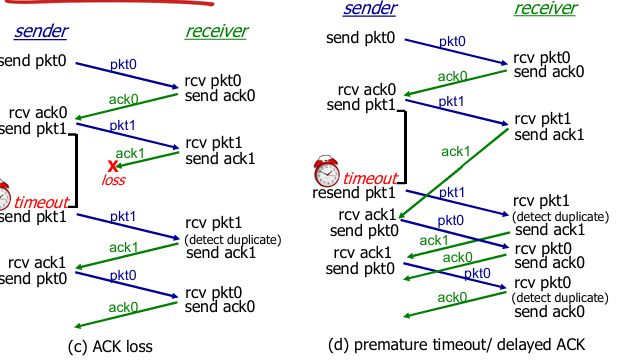 sender
receiver
send pkt0
pkt0
rcv pkt0
send ack0
ack0
rcv ack0
send pkt1
pkt1
rcv pkt1
send ack1
ack1
X
loss
timeout
send pkt1
pkt1
rcv pkt1
(detect duplicate)
send ack1
ack1
rcv ack1
send pkt0
pkt0
rcv pkt0
send ack0
ack0
(c) ACK loss
sender
receiver
send pkt0
pkt0
rcv pkt0
send ack0
ack0
rcv ack0
send pkt1
pkt1
rcv pkt1
send ack1
ack1
timeout
resend pkt1
pkt1
rcv pkt1
(detect duplicate)
send ack1
rcv ack1
send pkt0
pkt0
ack1
rcv pkt0
send ack0
ack0
rcv ack1
send pkt0
pkt0
rcv pkt0
(detect duplicate)
send ack0
ack0
(d) premature timeout/ delayed ACK